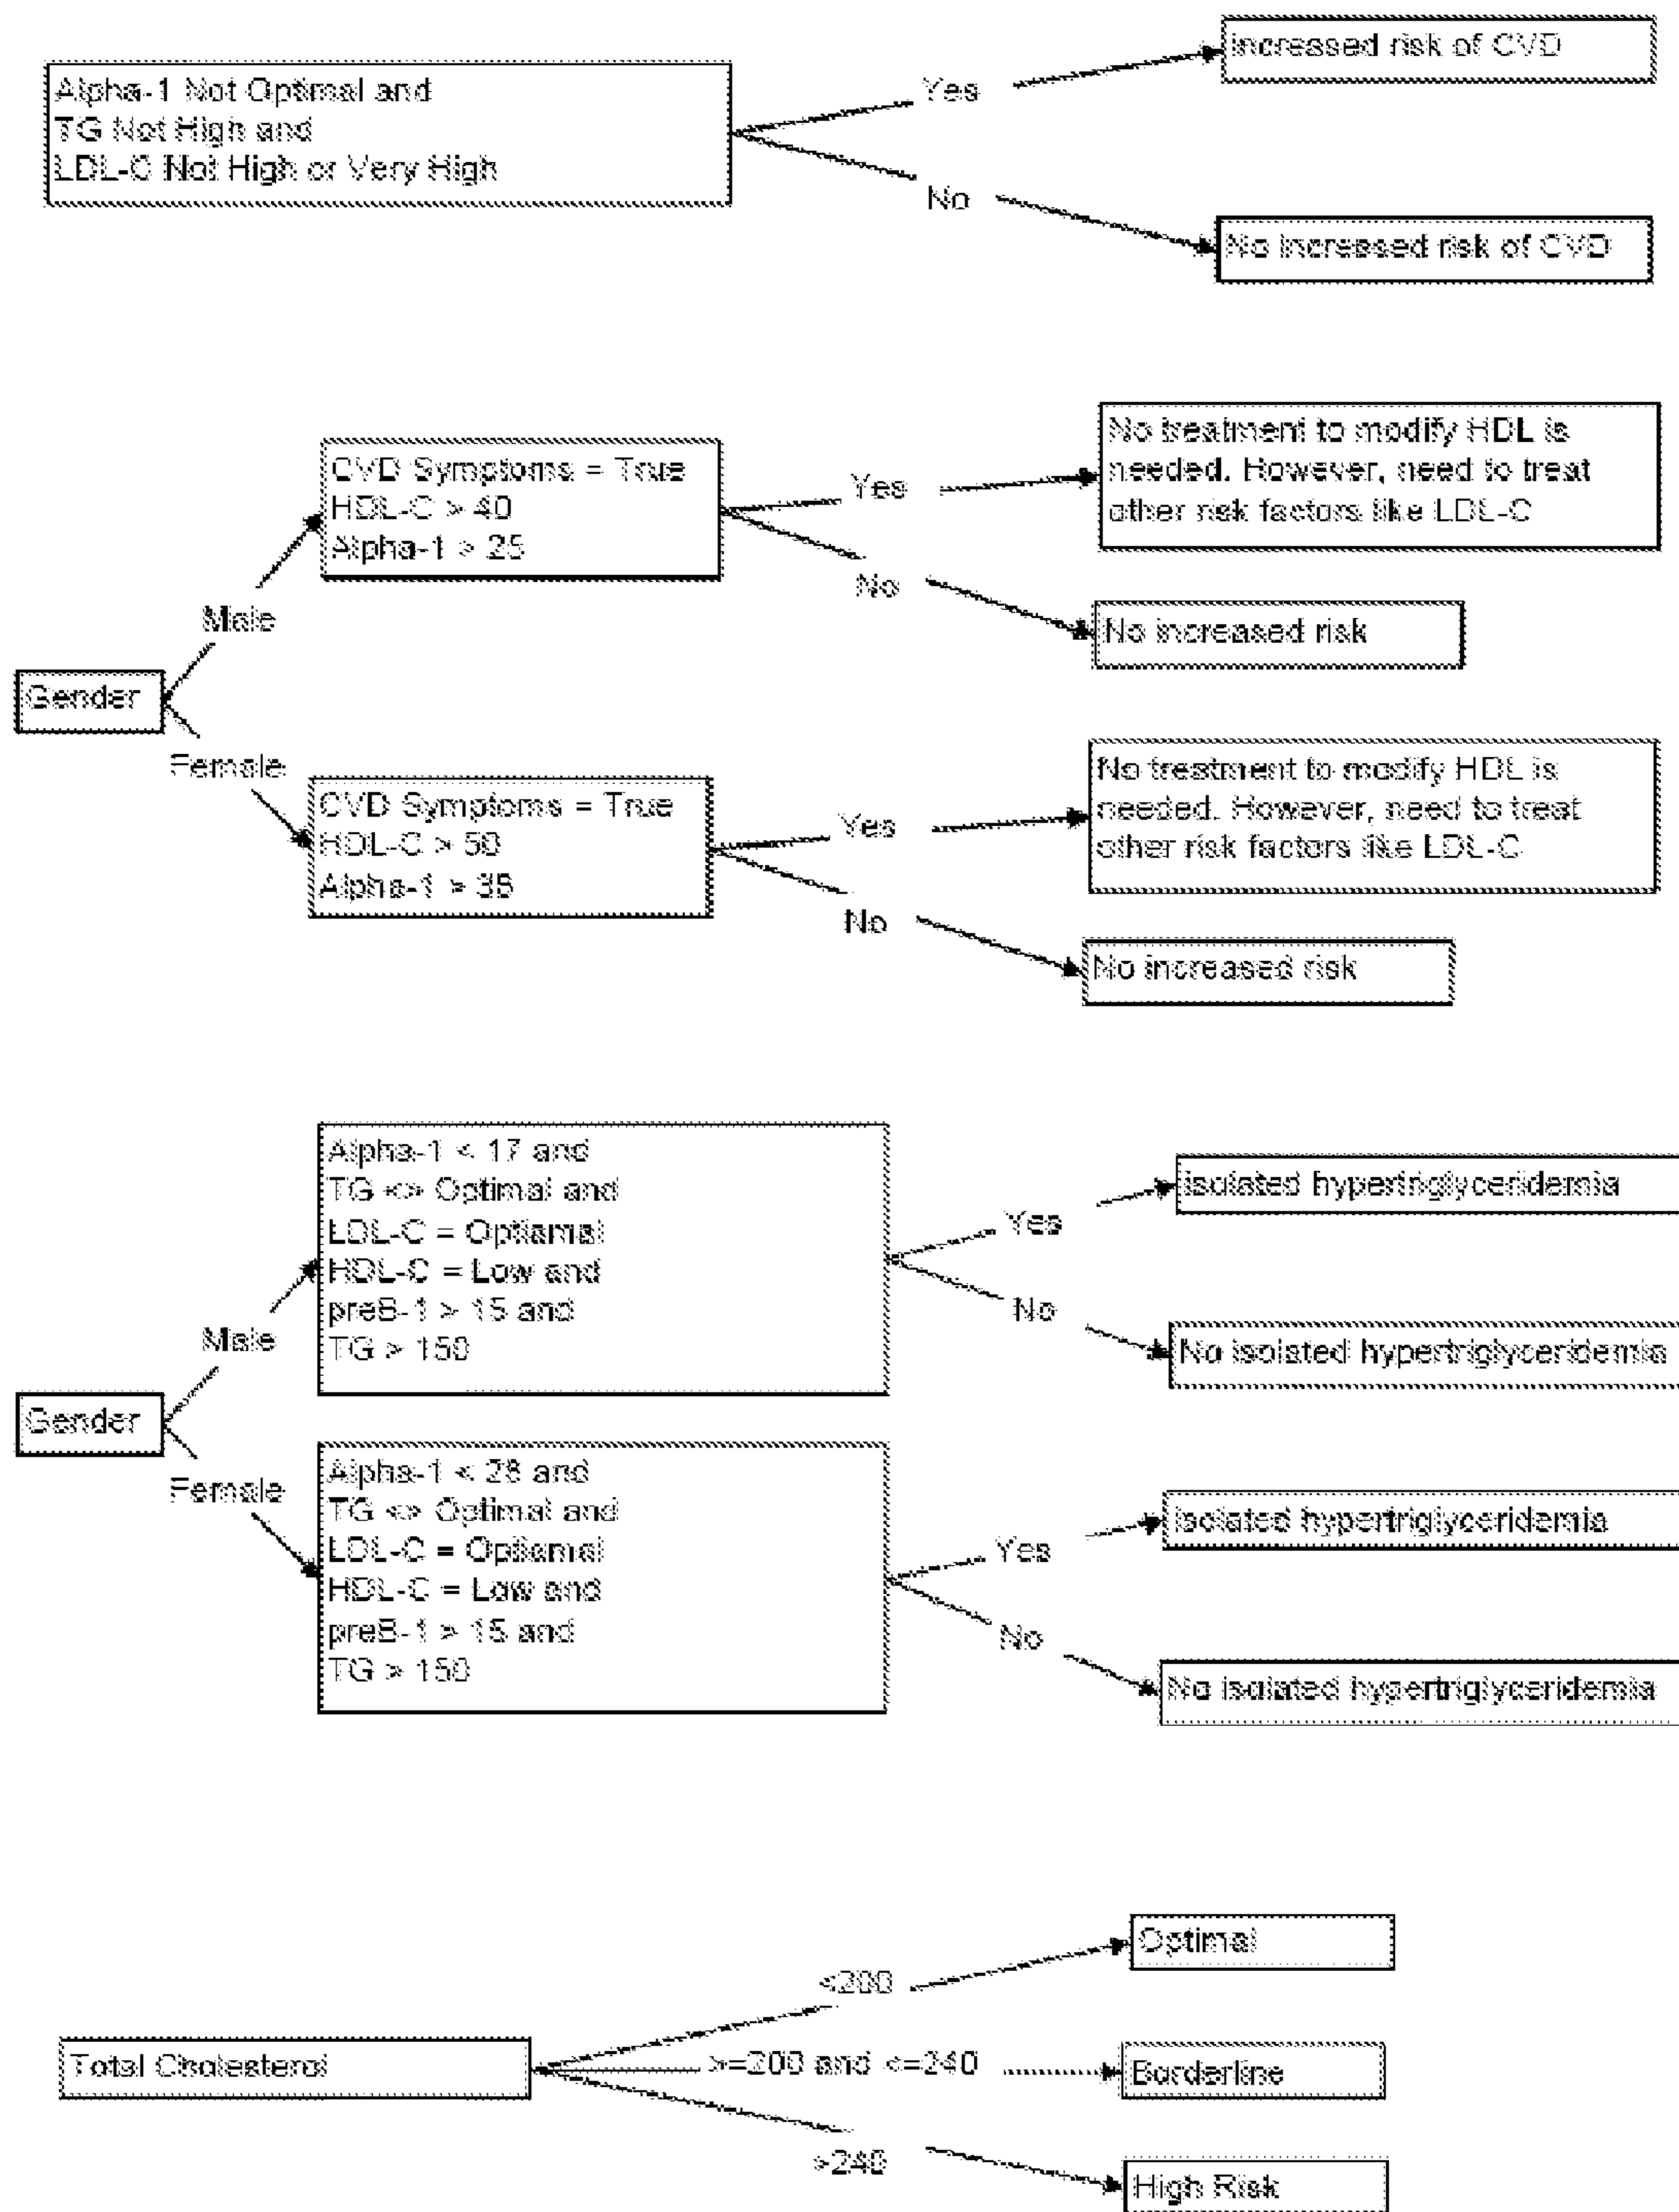 Alpha-1 Not Optimal and
TG Not High and
LDL-C Not High or Very High
Yes
increased risk of CVD
No
No increased risk of CVD
Gender
Male
CVD Symptoms = True
HDL-C > 40
Alpha-1 > 25
Yes
No treatment to modify HDL is
needed. However, need to treat
other risk factors like LDL-C
No
No increased risk
Female
CVD Symptoms = True
HDL-C > 50
Alpha-1 >
Yes
No treatment to modify HDL is
needed. However, need to treat
other risk factors like LDL-C
No
No increased risk
Gender
Male
Alpha-1 < 17 and
TG <> Optimal and
LDL-C = Optiamal
HDL-C = Low and
preB-1 > 15 and
TG > 150
Yes
isolated hypertriglyceridemia
No
No isolated hypertriglyceridemia
Female
Alpha-1 < and
TG <> Optimal and
LDL-C = Optiamal
HDL-C = Low and
preB-1 > 15 and
TG > 150
Yes
isolated hypertriglyceridemia
No
No isolated hypertriglyceridemia
Total Cholesterol
<200
Optimal
>=200 and <=240
Borderline
>240
High Risk